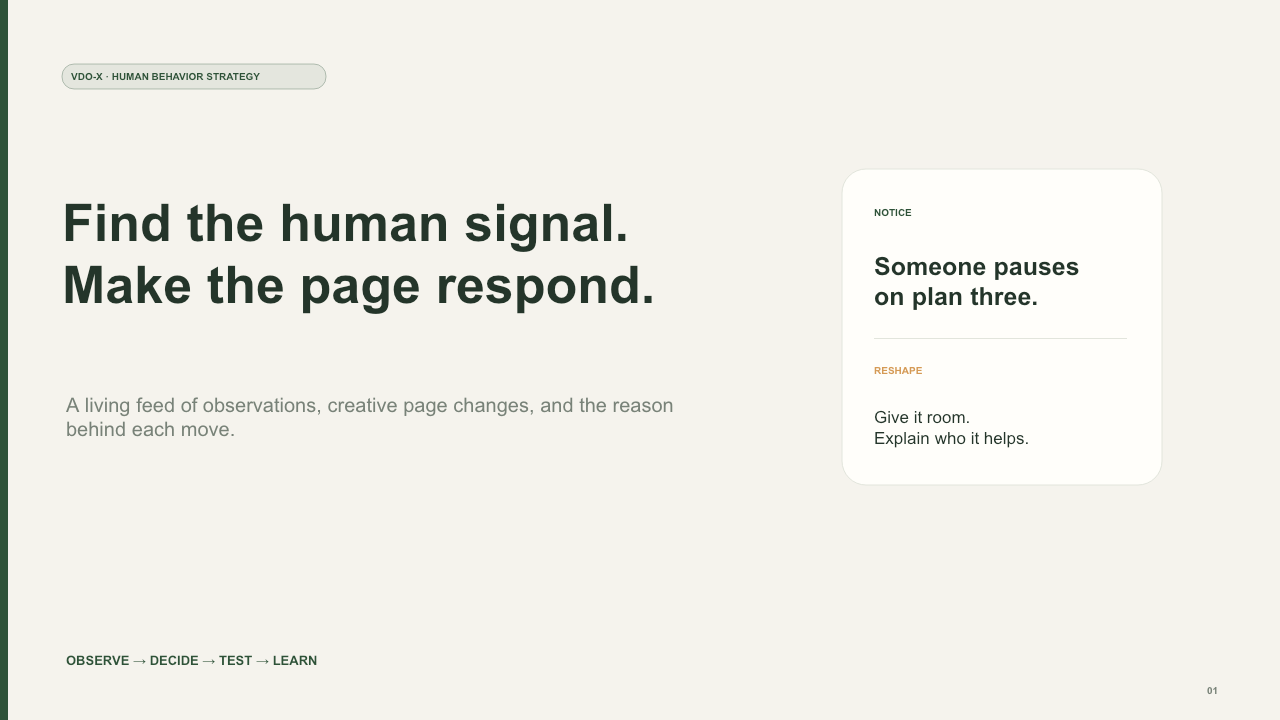 VDO-X · HUMAN BEHAVIOR STRATEGY
Find the human signal.
Make the page respond.
A living feed of observations, creative page changes, and the reason
behind each move.
NOTICE
Someone pauses
on plan three.
RESHAPE
Give it room.
Explain who it helps.
OBSERVE → DECIDE → TEST → LEARN
01